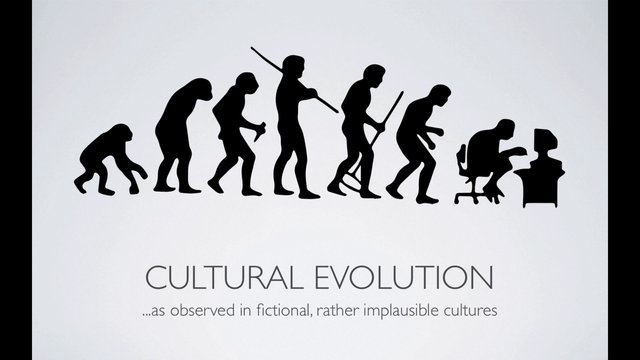 CULTURAL EVOLUTION
...as observed in fictional, rather implausible cultures